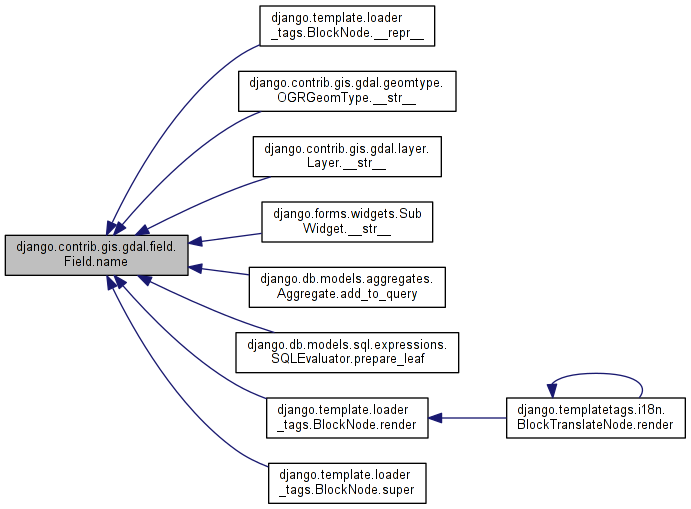 django.template.loader
_tags.BlockNode.__repr__
django.contrib.gis.gdal.geomtype.
OGRGeomType.__str__
django.contrib.gis.gdal.layer.
Layer.__str__
django.forms.widgets.Sub
Widget.__str__
django.contrib.gis.gdal.field.
Field.name
django.db.models.aggregates.
Aggregate.add_to_query
django.db.models.sql.expressions.
SQLEvaluator.prepare_leaf
django.template.loader
_tags.BlockNode.render
django.templatetags.i18n.
BlockTranslateNode.render
django.template.loader
_tags.BlockNode.super